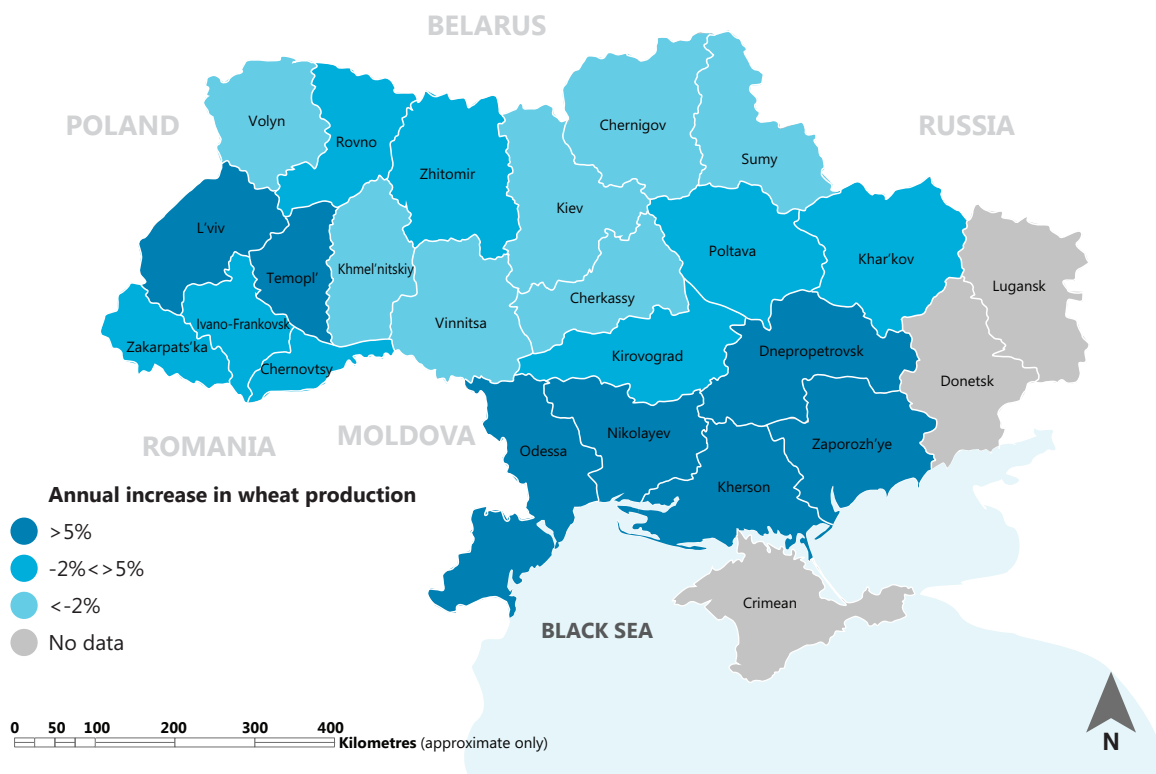 BELARUS
POLAND
RUSSIA
Volyn
Rovno
Zhitomir
Chernigov
Sumy
Kiev
L'viv
Temopl'
Khmel'nitskiy
Poltava
Khar'kov
Lugansk
Cherkassy
Vinnitsa
Ivano-Frankovsk
Zakarpats'ka
Chernovtsy
Kirovograd
Dnepropetrovsk
Donetsk
ROMANIA
MOLDOVA
Odessa
Nikolayev
Zaporozh'ye
Kherson
Crimean
BLACK SEA
Annual increase in wheat production
>5%
-2%<>5%
<-2%
No data
0 50 100 200 300 400
Kilometres (approximate only)
N